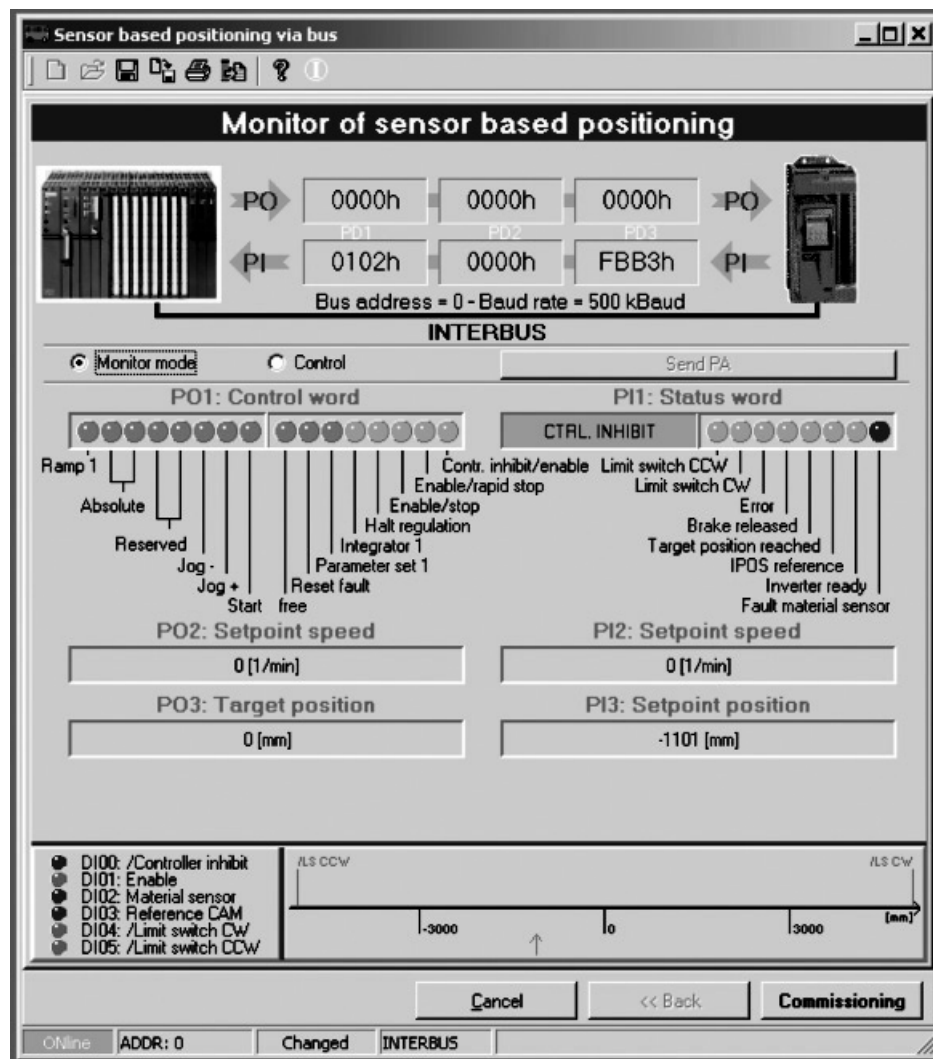 Sensor based positioning via bus
Monitor of sensor based positioning
PO 0000h 0000h 0000h PO
PD1 PD2 PD3
PI 0102h 0000h FBB3h PI
Bus address = 0 - Baud rate = 500 kBaud
INTERBUS
Monitor mode Control Send PA
PO1: Control word PI1: Status word
CTRL. INHIBIT
Ramp 1 Contr. inhibit/enable Limit switch CCW
Enable/rapid stop Limit switch CW
Absolute Enable/stop Error
Halt regulation Brake released
Reserved Integrator 1 Target position reached
Jog - Parameter set 1 IPOS reference
Jog + Reset fault Inverter ready
Start free Fault material sensor
PO2: Setpoint speed PI2: Setpoint speed
0 [1/min] 0 [1/min]
PO3: Target position PI3: Setpoint position
0 [mm] -1101 [mm]
DI00: /Controller inhibit
DI01: Enable
DI02: Material sensor
DI03: Reference CAM
DI04: /Limit switch CW
DI05: /Limit switch CCW
/LS CCW /LS CW
-3000 0 3000 [mm]
Cancel << Back Commissioning
ONline ADDR: 0 Changed INTERBUS